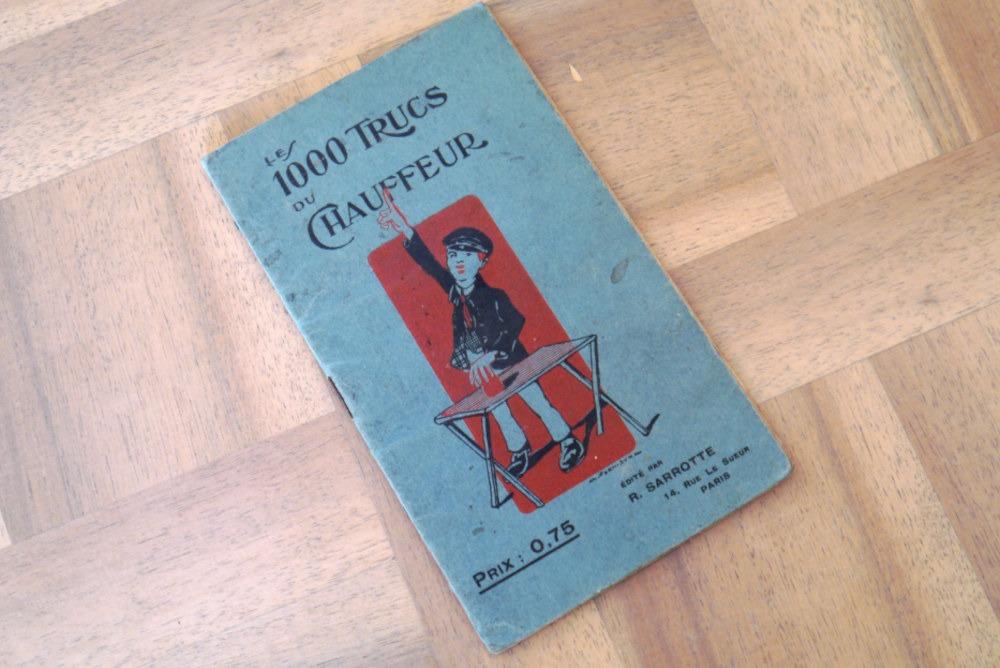 LES
1000 TRUCS
DU
CHAUFFEUR
ÉDITÉ PAR
R. SARROTTE
14, RUE LE SUEUR
PARIS
PRIX : 0,75